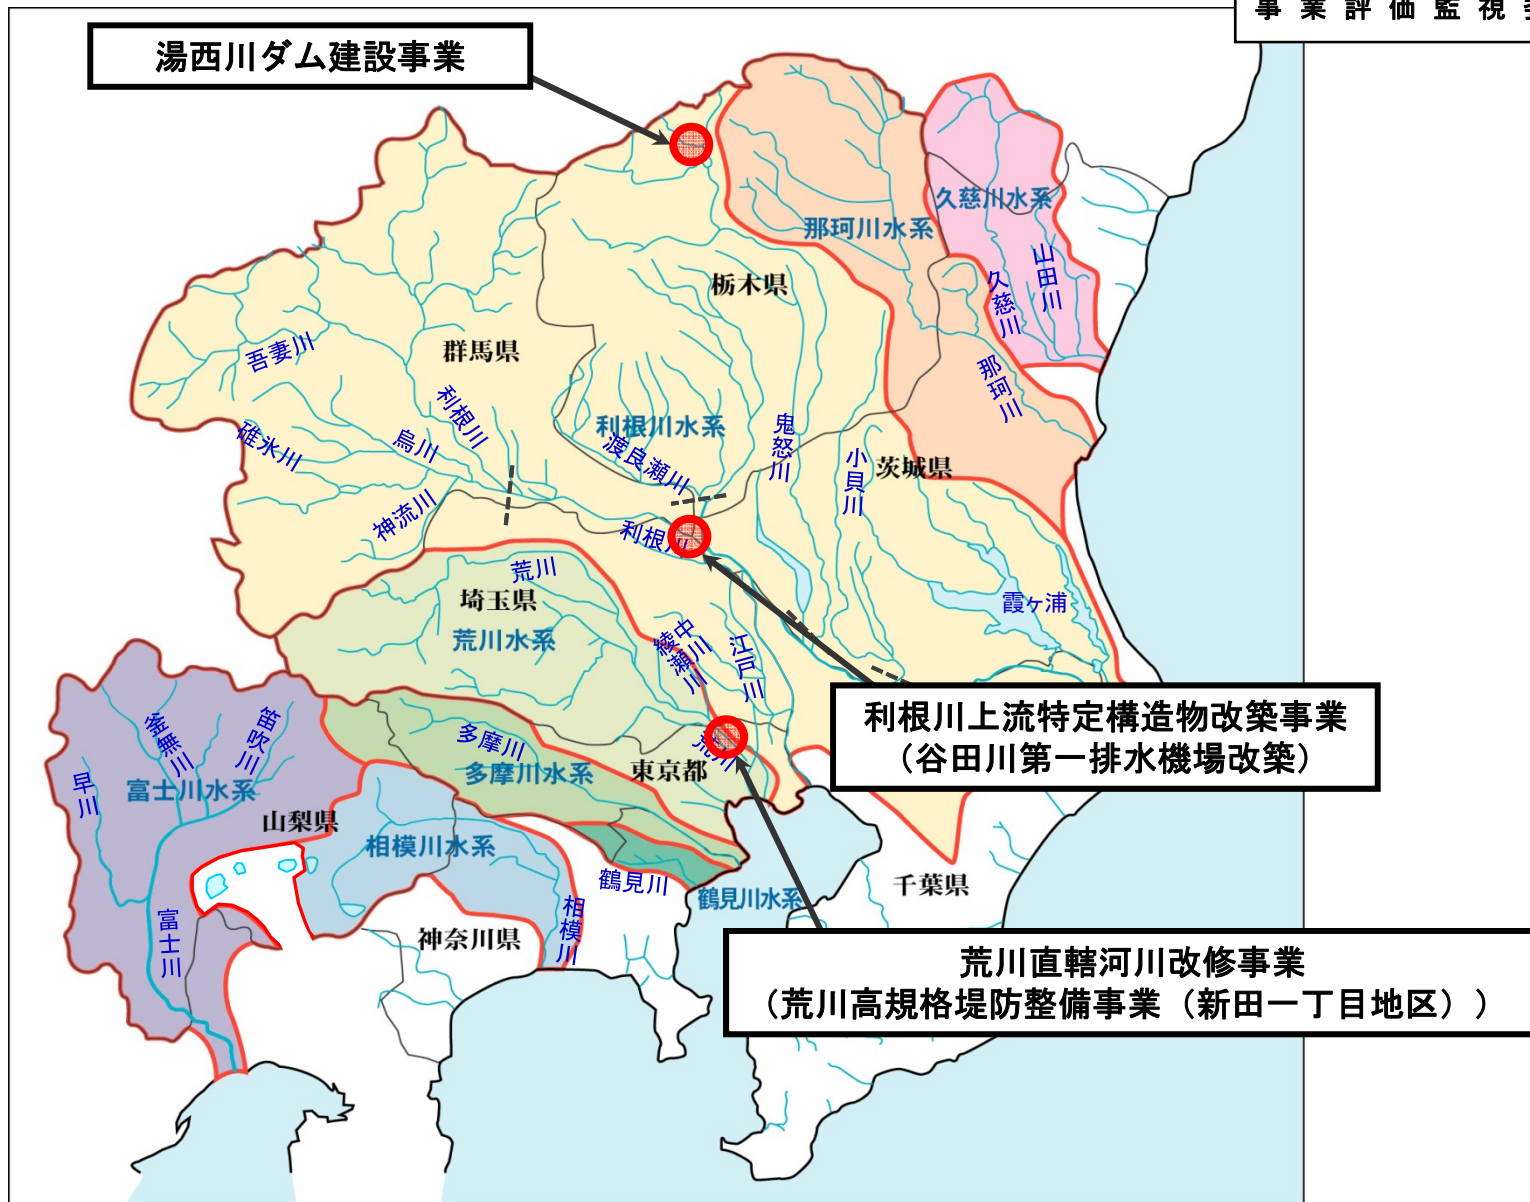 事業評価監視
湯西川ダム建設事業
久慈川水系
那珂川水系
山田川
久慈川
栃木県
吾妻川
群馬県
那珂川
利根川
利根川水系
鬼怒川
碓氷川
烏川
渡良瀬川
小貝川
茨城県
神流川
利根川
荒川
埼玉県
霞ヶ浦
荒川水系
綾瀬川
中川
江戸川
利根川上流特定構造物改築事業
（谷田川第一排水機場改築）
釜無川
笛吹川
多摩川
荒川
早川
富士川水系
多摩川水系
東京都
山梨県
相模川水系
鶴見川
鶴見川水系
千葉県
富士川
相模川
神奈川県
荒川直轄河川改修事業
（荒川高規格堤防整備事業（新田一丁目地区））